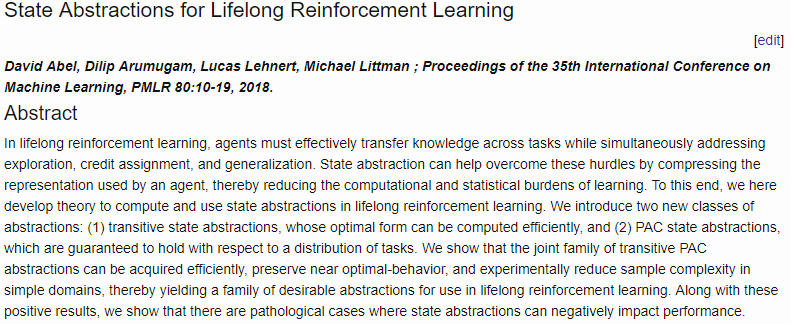 State Abstractions for Lifelong Reinforcement Learning
[edit]
David Abel, Dilip Arumugam, Lucas Lehnert, Michael Littman ; Proceedings of the 35th International Conference on
Machine Learning, PMLR 80:10-19, 2018.
Abstract
In lifelong reinforcement learning, agents must effectively transfer knowledge across tasks while simultaneously addressing
exploration, credit assignment, and generalization. State abstraction can help overcome these hurdles by compressing the
representation used by an agent, thereby reducing the computational and statistical burdens of learning. To this end, we here
develop theory to compute and use state abstractions in lifelong reinforcement learning. We introduce two new classes of
abstractions: (1) transitive state abstractions, whose optimal form can be computed efficiently, and (2) PAC state abstractions,
which are guaranteed to hold with respect to a distribution of tasks. We show that the joint family of transitive PAC
abstractions can be acquired efficiently, preserve near optimal-behavior, and experimentally reduce sample complexity in
simple domains, thereby yielding a family of desirable abstractions for use in lifelong reinforcement learning. Along with these
positive results, we show that there are pathological cases where state abstractions can negatively impact performance.